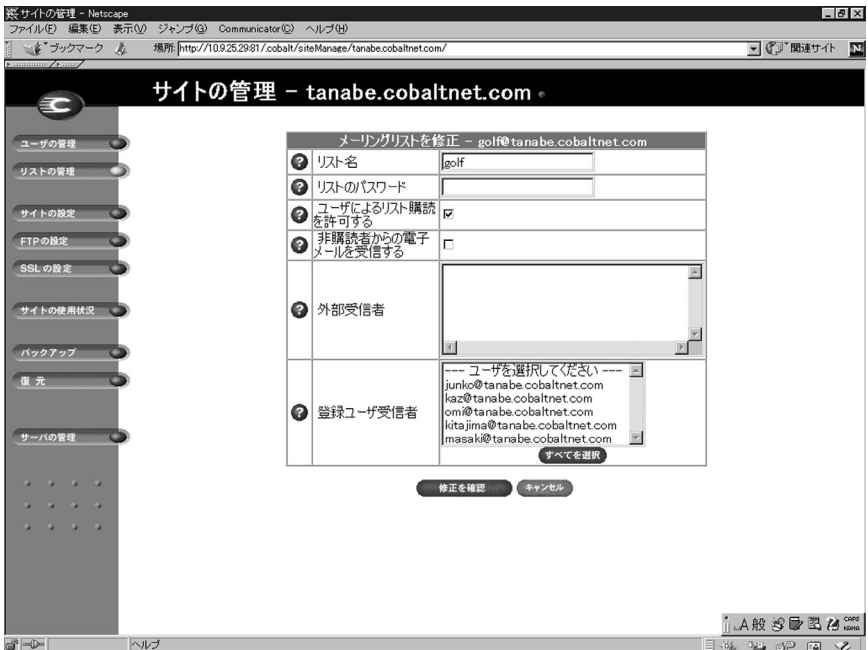 サイトの管理 - Netscape
ファイル(F) 編集(E) 表示(V) ジャンプ(G) Communicator(C) ヘルプ(H)
ブックマーク 場所: http://10.9.25.29:81/.cobalt/siteManage/tanabe.cobaltnet.com/ 関連サイト N
サイトの管理 - tanabe.cobaltnet.com
ユーザの管理
リストの管理
サイトの設定
FTPの設定
SSL の設定
サイトの使用状況
バックアップ
復 元
サーバの管理
メーリングリストを修正 - golf@tanabe.cobaltnet.com
? リスト名 golf
? リストのパスワード
? ユーザによるリスト購読
を許可する
? 非購読者からの電子
メールを受信する
? 外部受信者
? 登録ユーザ受信者
--- ユーザを選択してください ---
junko@tanabe.cobaltnet.com
kaz@tanabe.cobaltnet.com
omi@tanabe.cobaltnet.com
kitajima@tanabe.cobaltnet.com
masaki@tanabe.cobaltnet.com
すべてを選択
修正を確認 キャンセル
A 般 CAPS
KANA
ヘルプ